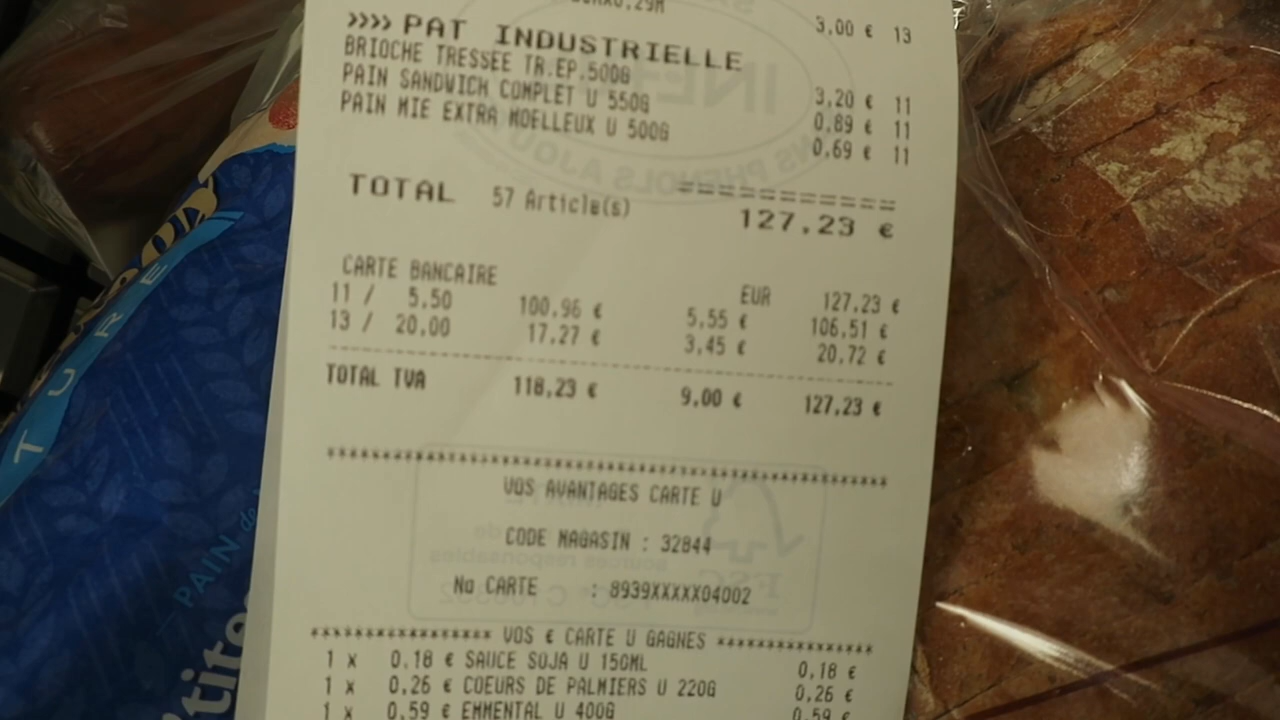 3,00 € 13
>>>> PAT INDUSTRIELLE
BRIOCHE TRESSEE TR.EP.500G 3,20 € 11
PAIN SANDWICH COMPLET U 550G 0,89 € 11
PAIN MIE EXTRA MOELLEUX U 500G 0,69 € 11
===========
TOTAL 57 Article(s) 127,23 €
CARTE BANCAIRE EUR 127,23 €
11 / 5,50 100,96 € 5,55 € 106,51 €
13 / 20,00 17,27 € 3,45 € 20,72 €
TOTAL TVA 118,23 € 9,00 € 127,23 €
VOS AVANTAGES CARTE U
CODE MAGASIN : 32844
No CARTE : 8939XXXXX04002
**************** VOS € CARTE U GAGNES ***************
1 x 0,18 € SAUCE SOJA U 150ML 0,18 €
1 x 0,26 € COEURS DE PALMIERS U 220G 0,26 €
1 x 0,59 € EMMENTAL U 400G 0,59 €
TURE
PAIN de